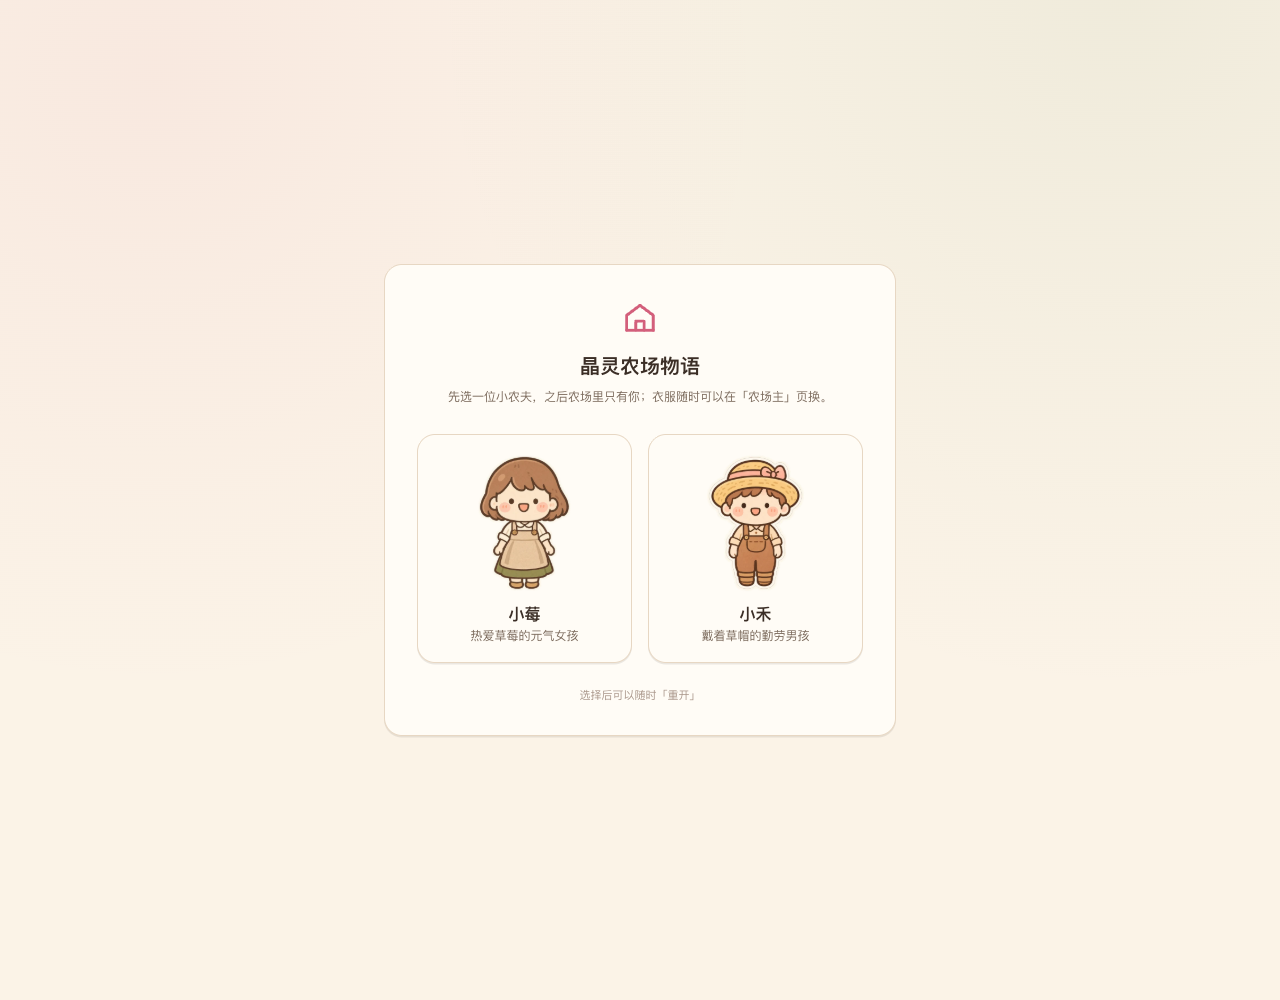 晶灵农场物语
先选一位小农夫，之后农场里只有你；衣服随时可以在「农场主」页换。
小莓
热爱草莓的元气女孩
小禾
戴着草帽的勤劳男孩
选择后可以随时「重开」